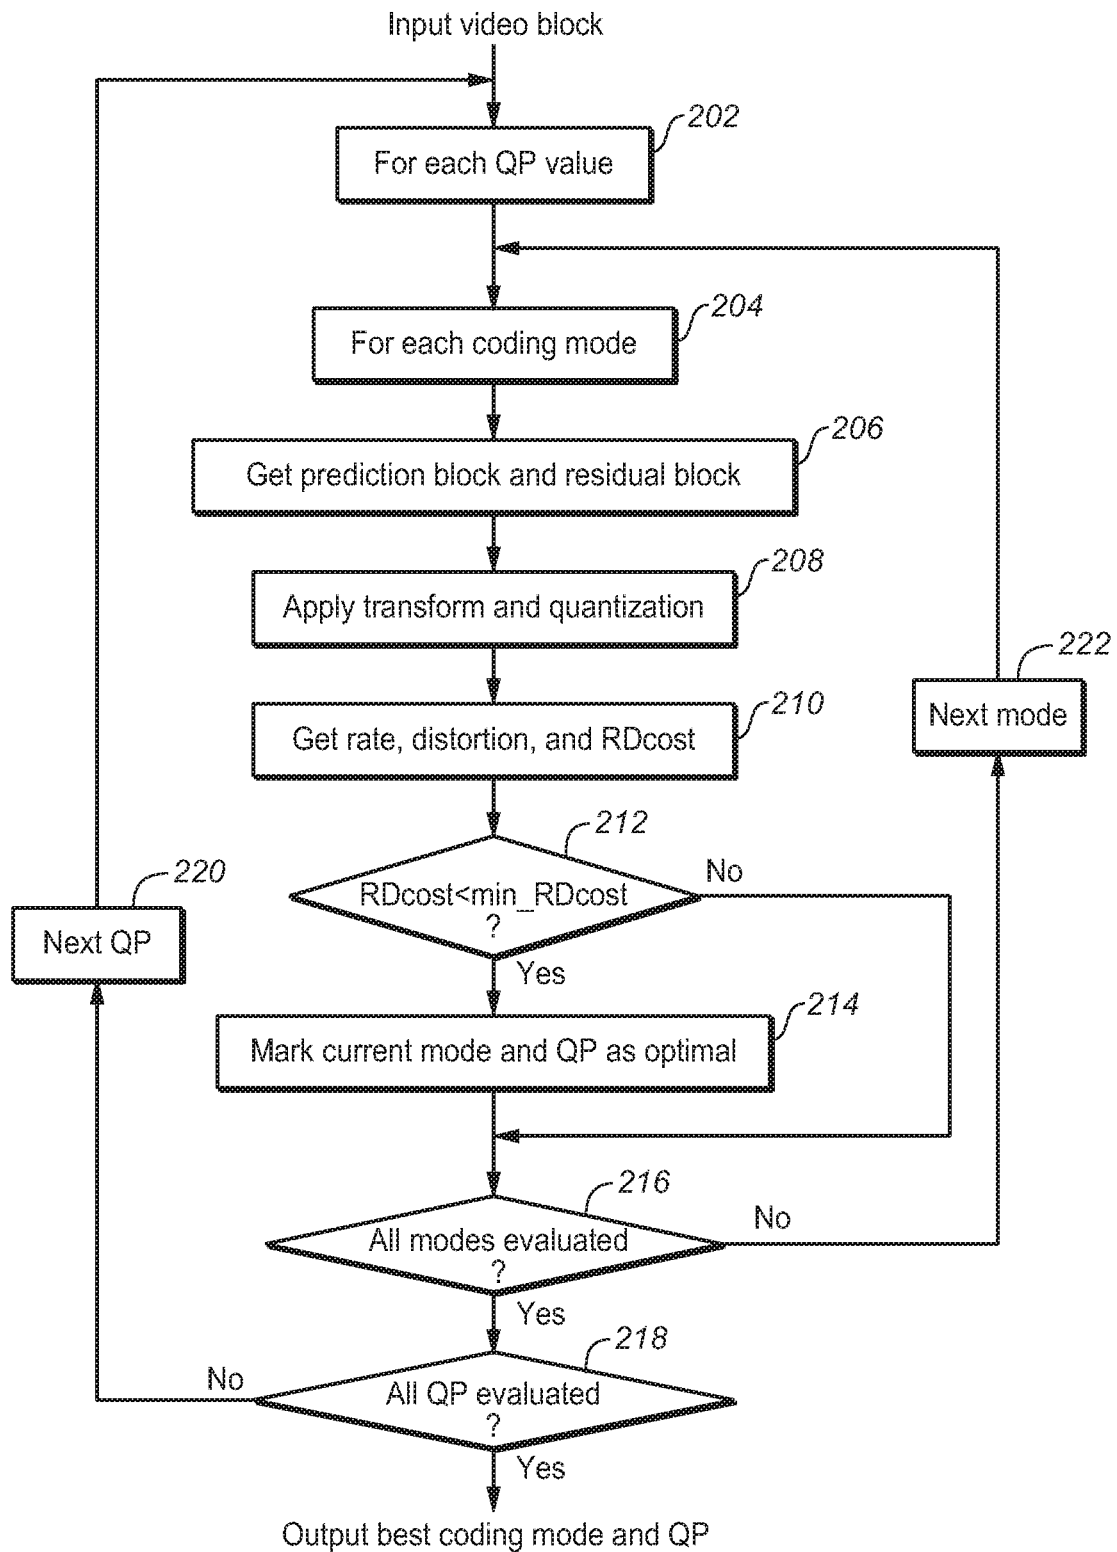 Input video block
202
For each QP value
204
For each coding mode
206
Get prediction block and residual block
208
Apply transform and quantization
222
Next mode
210
Get rate, distortion, and RDcost
212
No
RDcost<min_RDcost
?
220
Next QP
Yes
214
Mark current mode and QP as optimal
216
No
All modes evaluated
?
Yes
218
No
All QP evaluated
?
Yes
Output best coding mode and QP